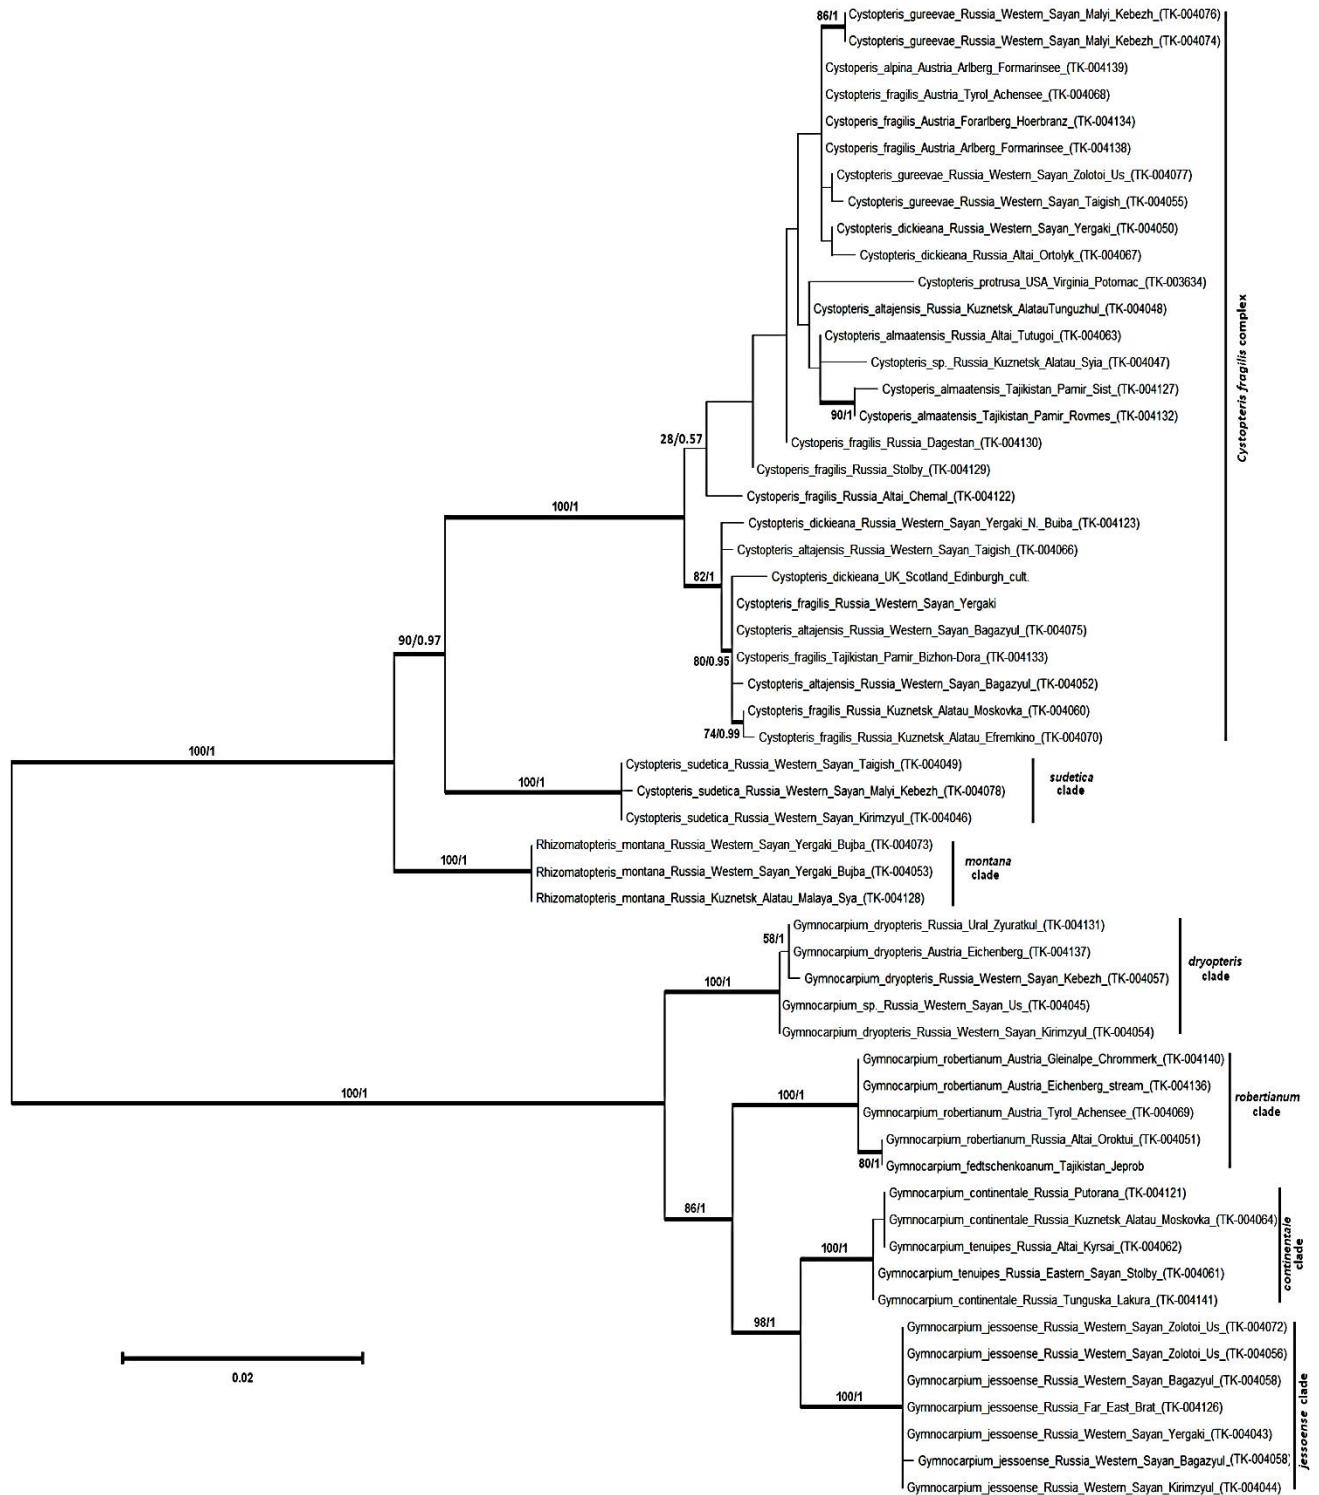 86/1
Cystopteris_gureevae_Russia_Western_Sayan_Malyi_Kebezh_(TK-004076)
Cystopteris_gureevae_Russia_Western_Sayan_Malyi_Kebezh_(TK-004074)
Cystoperis_alpina_Austria_Arlberg_Formarinsee_(TK-004139)
Cystopteris_fragilis_Austria_Tyrol_Achensee_(TK-004068)
Cystoperis_fragilis_Austria_Forarlberg_Hoerbranz_(TK-004134)
Cystoperis_fragilis_Austria_Arlberg_Formarinsee_(TK-004138)
Cystopteris_gureevae_Russia_Western_Sayan_Zolotoi_Us_(TK-004077)
Cystopteris_gureevae_Russia_Western_Sayan_Taigish_(TK-004055)
Cystopteris_dickieana_Russia_Western_Sayan_Yergaki_(TK-004050)
Cystopteris_dickieana_Russia_Altai_Ortolyk_(TK-004067)
Cystopteris_protrusa_USA_Virginia_Potomac_(TK-003634)
Cystopteris_altajensis_Russia_Kuznetsk_AlatauTunguzhul_(TK-004048)
Cystopteris_almaatensis_Russia_Altai_Tutugoi_(TK-004063)
Cystopteris_sp._Russia_Kuznetsk_Alatau_Syia_(TK-004047)
Cystoperis_almaatensis_Tajikistan_Pamir_Sist_(TK-004127)
90/1
Cystoperis_almaatensis_Tajikistan_Pamir_Rovmes_(TK-004132)
Cystoperis_fragilis_Russia_Dagestan_(TK-004130)
28/0.57
Cystoperis_fragilis_Russia_Stolby_(TK-004129)
Cystoperis_fragilis_Russia_Altai_Chemal_(TK-004122)
Cystopteris fragilis complex
100/1
Cystopteris_dickieana_Russia_Western_Sayan_Yergaki_N._Buiba_(TK-004123)
Cystopteris_altajensis_Russia_Western_Sayan_Taigish_(TK-004066)
82/1
Cystopteris_dickieana_UK_Scotland_Edinburgh_cult.
Cystopteris_fragilis_Russia_Western_Sayan_Yergaki
Cystopteris_altajensis_Russia_Western_Sayan_Bagazyul_(TK-004075)
90/0.97
80/0.95
Cystoperis_fragilis_Tajikistan_Pamir_Bizhon-Dora_(TK-004133)
Cystopteris_altajensis_Russia_Western_Sayan_Bagazyul_(TK-004052)
Cystopteris_fragilis_Russia_Kuznetsk_Alatau_Moskovka_(TK-004060)
74/0.99
Cystopteris_fragilis_Russia_Kuznetsk_Alatau_Efremkino_(TK-004070)
100/1
Cystopteris_sudetica_Russia_Western_Sayan_Taigish_(TK-004049)
100/1
Cystopteris_sudetica_Russia_Western_Sayan_Malyi_Kebezh_(TK-004078)
Cystopteris_sudetica_Russia_Western_Sayan_Kirimzyul_(TK-004046)
sudetica
clade
Rhizomatopteris_montana_Russia_Western_Sayan_Yergaki_Bujba_(TK-004073)
100/1
Rhizomatopteris_montana_Russia_Western_Sayan_Yergaki_Bujba_(TK-004053)
Rhizomatopteris_montana_Russia_Kuznetsk_Alatau_Malaya_Sya_(TK-004128)
montana
clade
Gymnocarpium_dryopteris_Russia_Ural_Zyuratkul_(TK-004131)
58/1
Gymnocarpium_dryopteris_Austria_Eichenberg_(TK-004137)
Gymnocarpium_dryopteris_Russia_Western_Sayan_Kebezh_(TK-004057)
100/1
Gymnocarpium_sp._Russia_Western_Sayan_Us_(TK-004045)
Gymnocarpium_dryopteris_Russia_Western_Sayan_Kirimzyul_(TK-004054)
dryopteris
clade
Gymnocarpium_robertianum_Austria_Gleinalpe_Chrommerk_(TK-004140)
Gymnocarpium_robertianum_Austria_Eichenberg_stream_(TK-004136)
100/1
100/1
Gymnocarpium_robertianum_Austria_Tyrol_Achensee_(TK-004069)
Gymnocarpium_robertianum_Russia_Altai_Oroktui_(TK-004051)
80/1
Gymnocarpium_fedtschenkoanum_Tajikistan_Jeprob
robertianum
clade
Gymnocarpium_continentale_Russia_Putorana_(TK-004121)
86/1
Gymnocarpium_continentale_Russia_Kuznetsk_Alatau_Moskovka_(TK-004064)
100/1
Gymnocarpium_tenuipes_Russia_Altai_Kyrsai_(TK-004062)
Gymnocarpium_tenuipes_Russia_Eastern_Sayan_Stolby_(TK-004061)
Gymnocarpium_continentale_Russia_Tunguska_Lakura_(TK-004141)
continentale
clade
98/1
Gymnocarpium_jessoense_Russia_Western_Sayan_Zolotoi_Us_(TK-004072)
Gymnocarpium_jessoense_Russia_Western_Sayan_Zolotoi_Us_(TK-004056)
Gymnocarpium_jessoense_Russia_Western_Sayan_Bagazyul_(TK-004058)
100/1
Gymnocarpium_jessoense_Russia_Far_East_Brat_(TK-004126)
Gymnocarpium_jessoense_Russia_Western_Sayan_Yergaki_(TK-004043)
Gymnocarpium_jessoense_Russia_Western_Sayan_Bagazyul_(TK-004058)
Gymnocarpium_jessoense_Russia_Western_Sayan_Kirimzyul_(TK-004044)
jessoense clade
0.02